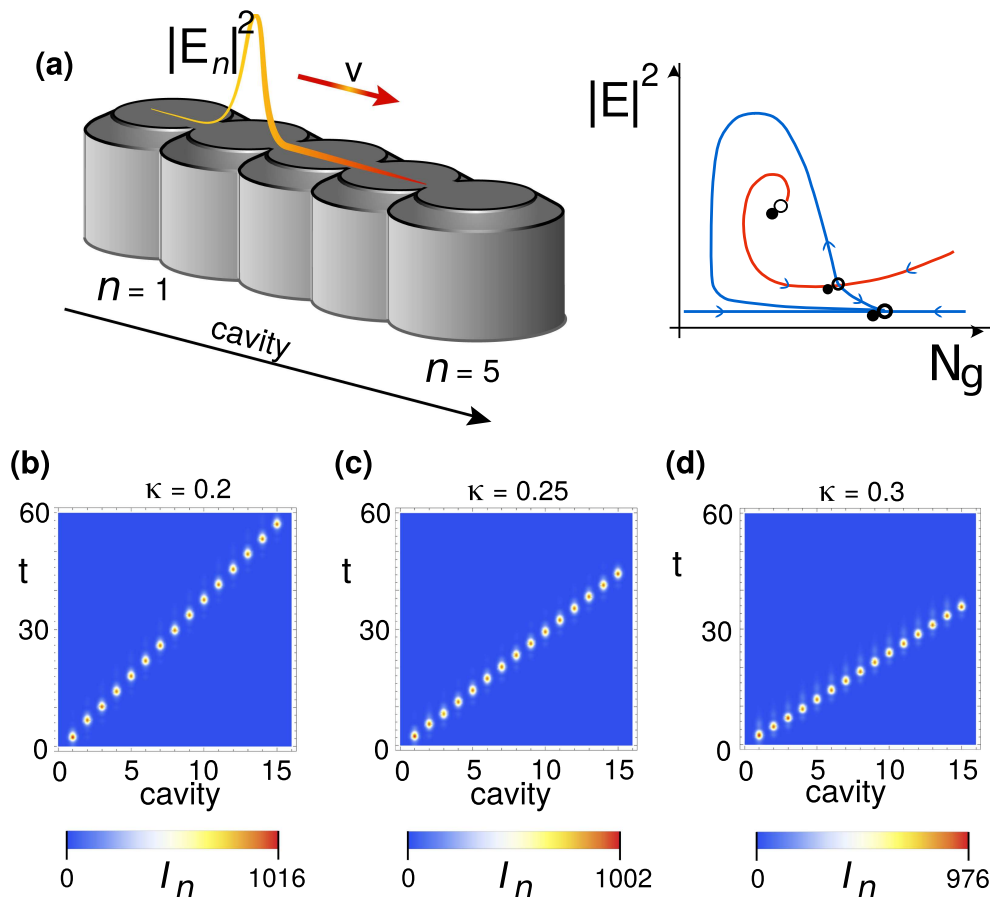 (a)
|E_n|²
v
n = 1
cavity
n = 5
|E|²
N_g
(b)
κ = 0.2
60
t
30
0
0 5 10 15
cavity
0 I_n 1016
(c)
κ = 0.25
60
t
30
0
0 5 10 15
cavity
0 I_n 1002
(d)
κ = 0.3
60
t
30
0
0 5 10 15
cavity
0 I_n 976